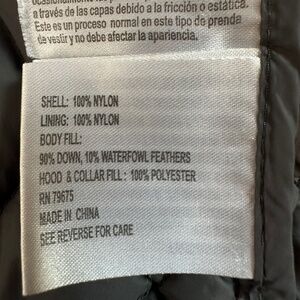 a través de las capas debido a la fricción o estática.
Este es un proceso normal en este tipo de prenda
de vestir y no debe afectar la apariencia.
SHELL: 100% NYLON
LINING: 100% NYLON
BODY FILL:
90% DOWN, 10% WATERFOWL FEATHERS
HOOD & COLLAR FILL: 100% POLYESTER
RN 79675
MADE IN CHINA
SEE REVERSE FOR CARE